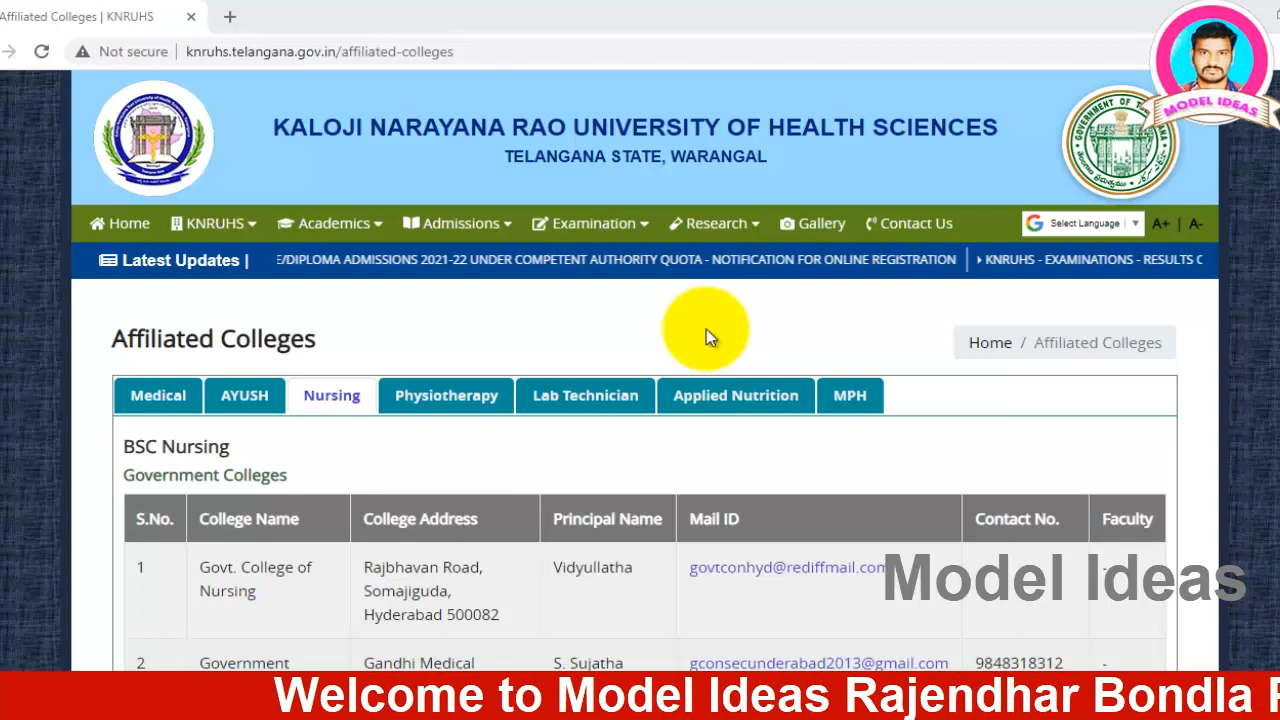 Affiliated Colleges | KNRUHS
Not secure | knruhs.telangana.gov.in/affiliated-colleges
MODEL IDEAS
KALOJI NARAYANA RAO UNIVERSITY OF HEALTH SCIENCES
TELANGANA STATE, WARANGAL
Home KNRUHS Academics Admissions Examination Research Gallery Contact Us Select Language A+ | A-
Latest Updates | E/DIPLOMA ADMISSIONS 2021-22 UNDER COMPETENT AUTHORITY QUOTA - NOTIFICATION FOR ONLINE REGISTRATION KNRUHS - EXAMINATIONS - RESULTS
Affiliated Colleges
Home / Affiliated Colleges
Medical AYUSH Nursing Physiotherapy Lab Technician Applied Nutrition MPH
BSC Nursing
Government Colleges
S.No. College Name College Address Principal Name Mail ID Contact No. Faculty
1 Govt. College of Rajbhavan Road, Vidyullatha govtconhyd@rediffmail.com
Nursing Somajiguda,
Hyderabad 500082
Model Ideas
2 Government Gandhi Medical S. Sujatha gconsecunderabad2013@gmail.com 9848318312 -
Welcome to Model Ideas Rajendhar Bondla